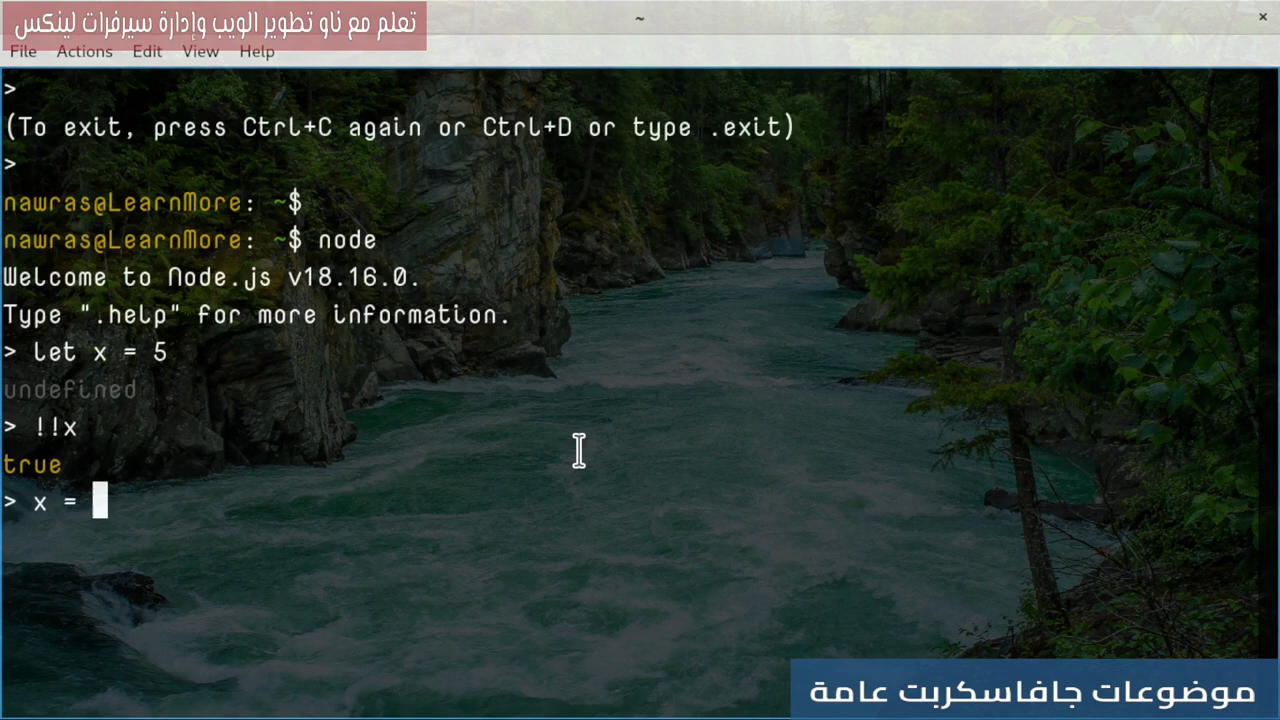 تعلم مع ناو تطوير الويب وإدارة سيرفرات لينكس
~ ×
File Actions Edit View Help
>
(To exit, press Ctrl+C again or Ctrl+D or type .exit)
>
nawras@LearnMore: ~$
nawras@LearnMore: ~$ node
Welcome to Node.js v18.16.0.
Type ".help" for more information.
> let x = 5
undefined
> !!x
true
> x =
موضوعات جافاسكربت عامة